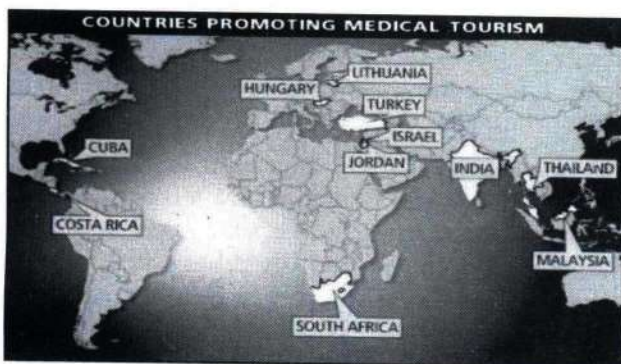 COUNTRIES PROMOTING MEDICAL TOURISM
LITHUANIA
HUNGARY
TURKEY
CUBA
ISRAEL
JORDAN
INDIA
THAILAND
COSTA RICA
MALAYSIA
SOUTH AFRICA